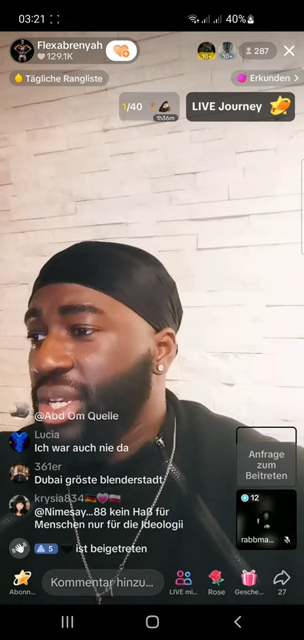 03:21
40%
Flexabrenyah
129.1K
287
Tägliche Rangliste
Erkunden >
1/40
1h36m
LIVE Journey
@Abd Om Quelle
Lucia
Ich war auch nie da
361er
Dubai gröste blenderstadt
krysia834
@Nimesay...88 kein Haß für
Menschen nur für die Ideologii
5 ist beigetreten
Anfrage
zum
Beitreten
12
rabbma...
Kommentar hinzu...
Abonn...
LIVE mi...
Rose
Gesche...
27